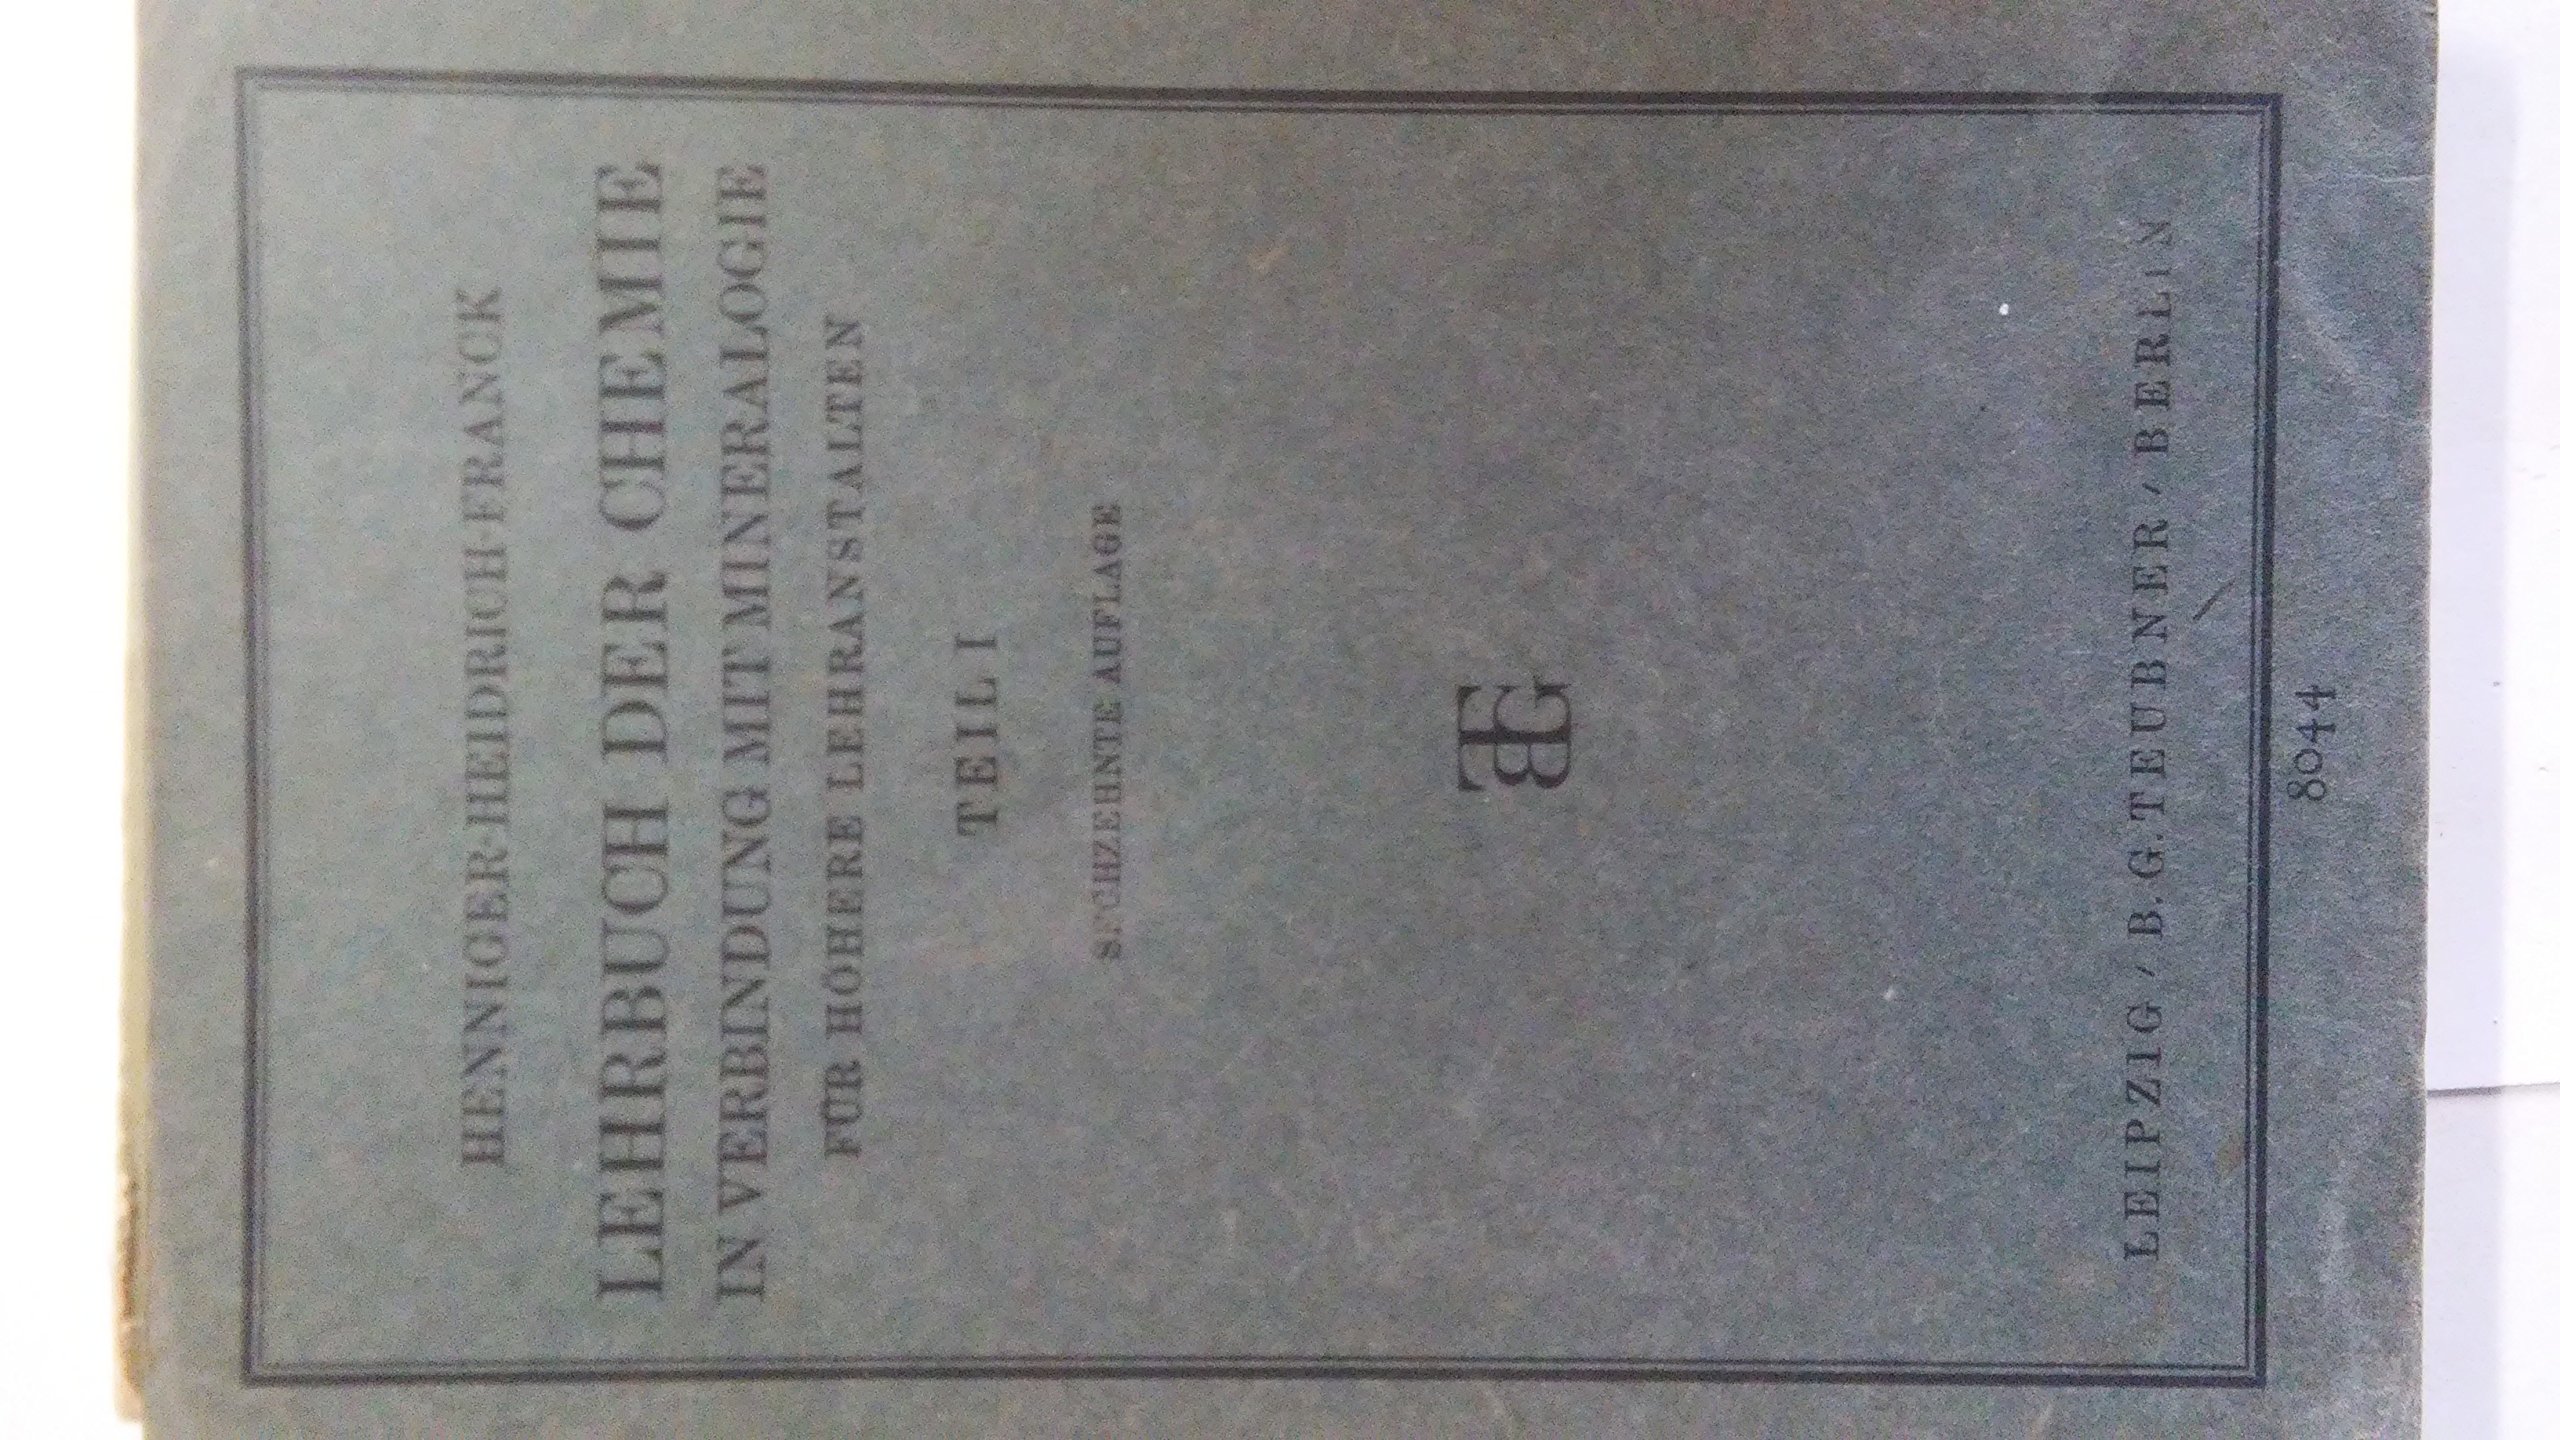 HENNIGER-HEIDRICH-FRANCK
LEHRBUCH DER CHEMIE
IN VERBINDUNG MIT MINERALOGIE
FÜR HÖHERE LEHRANSTALTEN
TEIL I
SECHZEHNTE AUFLAGE
BTG
LEIPZIG / B. G. TEUBNER / BERLIN
8044